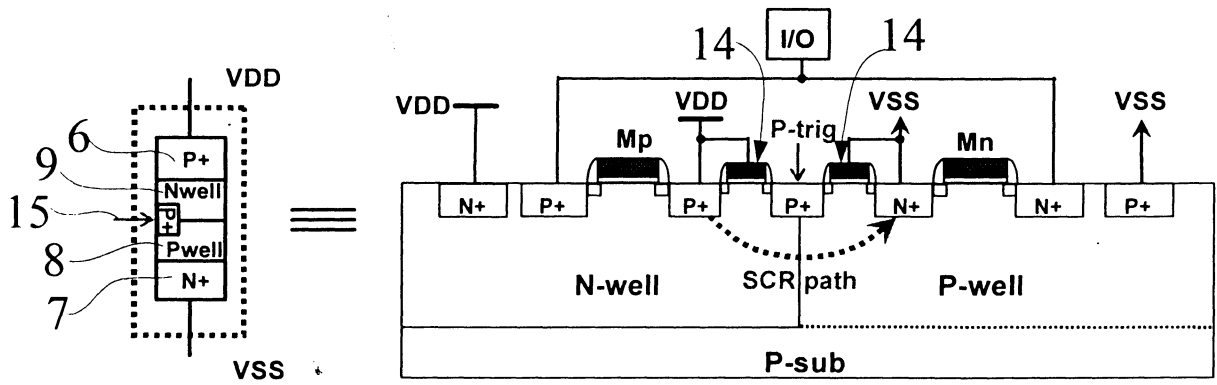 VDD
6
P+
9
Nwell
15
P+
8
Pwell
7
N+
VSS
I/O
14
14
VDD
VDD
VSS
VSS
Mp
P-trig
Mn
N+
P+
P+
P+
N+
N+
P+
SCR path
N-well
P-well
P-sub